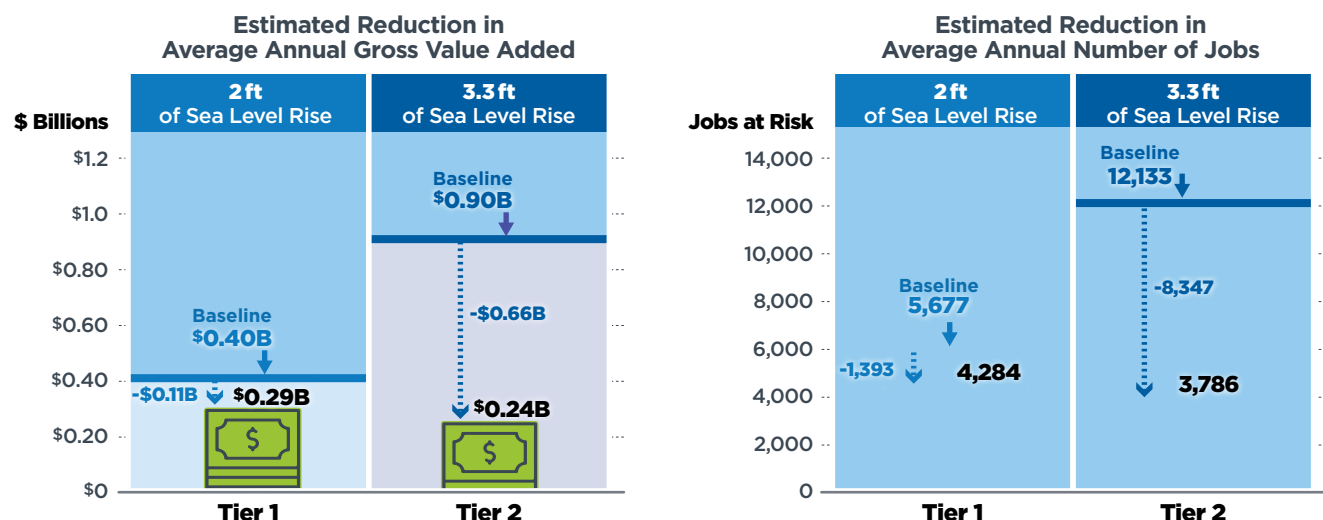 Estimated Reduction in
Average Annual Gross Value Added
2 ft
of Sea Level Rise
3.3 ft
of Sea Level Rise
$ Billions
$1.2
$1.0
$0.80
$0.60
$0.40
$0.20
$0
Baseline
$0.40B
-$0.11B
$0.29B
$
Baseline
$0.90B
-$0.66B
$0.24B
$
Tier 1
Tier 2
Estimated Reduction in
Average Annual Number of Jobs
2 ft
of Sea Level Rise
3.3 ft
of Sea Level Rise
Jobs at Risk
14,000
12,000
10,000
8,000
6,000
4,000
2,000
0
Baseline
5,677
-1,393
4,284
Baseline
12,133
-8,347
3,786
Tier 1
Tier 2